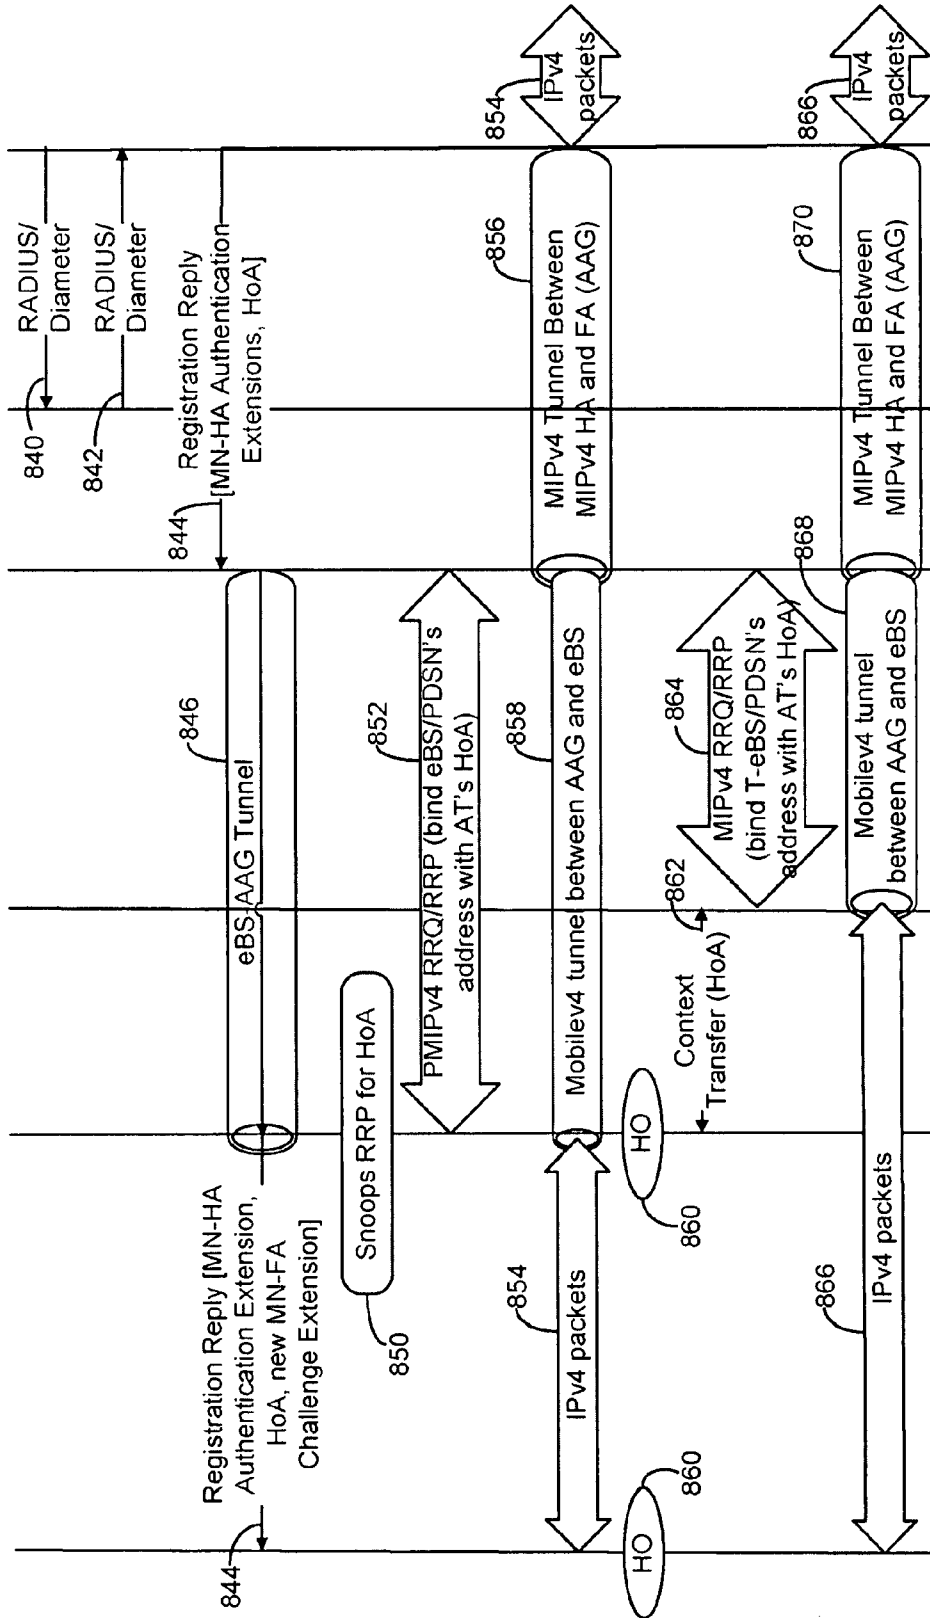 840
RADIUS/
Diameter
842
RADIUS/
Diameter
844
Registration Reply
[MN-HA Authentication
Extensions, HoA]
844
Registration Reply [MN-HA
Authentication Extension,
HoA, new MN-FA
Challenge Extension]
846
eBS-AAG Tunnel
850
Snoops RRP for HoA
852
PMIPv4 RRQ/RRP (bind eBS/PDSN's
address with AT's HoA)
854
IPv4 packets
858
Mobilev4 tunnel between AAG and eBS
856
MIPv4 Tunnel Between
MIPv4 HA and FA (AAG)
854
IPv4
packets
860
HO
860
HO
862
Context
Transfer (HoA)
864
MIPv4 RRQ/RRP
(bind T-eBS/PDSN's
address with AT's HoA)
866
IPv4 packets
868
Mobilev4 tunnel
between AAG and eBS
870
MIPv4 Tunnel Between
MIPv4 HA and FA (AAG)
866
IPv4
packets